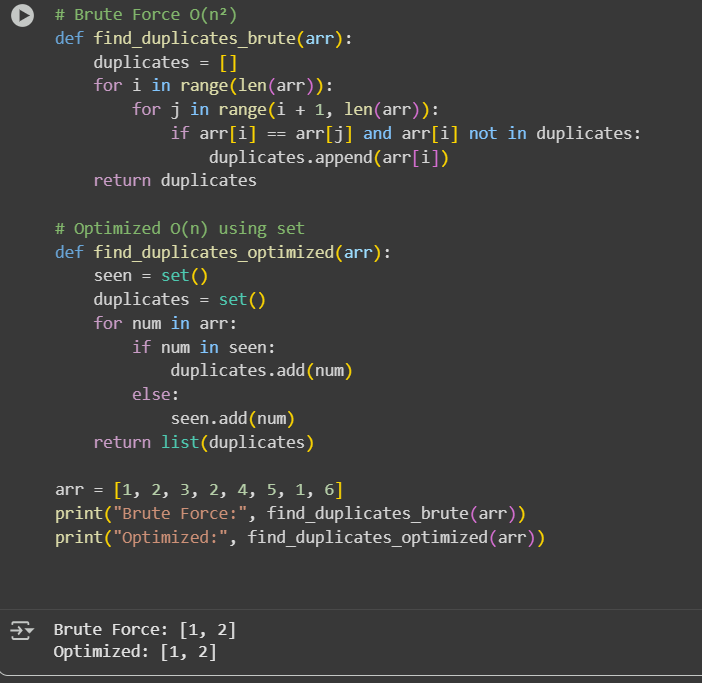 # Brute Force O(n²)
def find_duplicates_brute(arr):
    duplicates = []
    for i in range(len(arr)):
        for j in range(i + 1, len(arr)):
            if arr[i] == arr[j] and arr[i] not in duplicates:
                duplicates.append(arr[i])
    return duplicates

# Optimized O(n) using set
def find_duplicates_optimized(arr):
    seen = set()
    duplicates = set()
    for num in arr:
        if num in seen:
            duplicates.add(num)
        else:
            seen.add(num)
    return list(duplicates)

arr = [1, 2, 3, 2, 4, 5, 1, 6]
print("Brute Force:", find_duplicates_brute(arr))
print("Optimized:", find_duplicates_optimized(arr))

Brute Force: [1, 2]
Optimized: [1, 2]